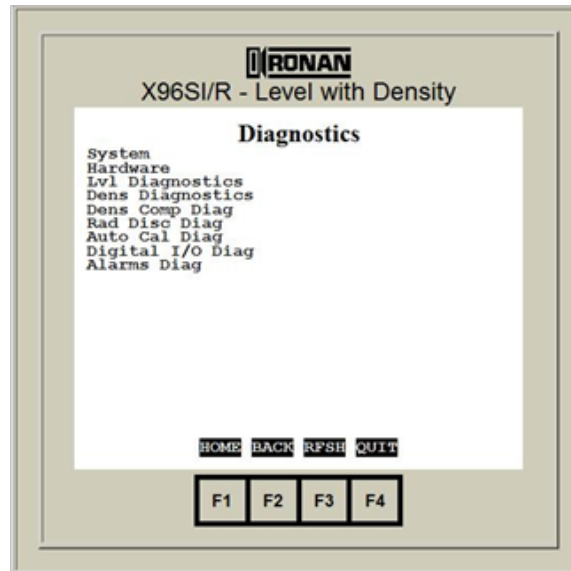 RONAN
X96SI/R - Level with Density
Diagnostics
System
Hardware
Lvl Diagnostics
Dens Diagnostics
Dens Comp Diag
Rad Disc Diag
Auto Cal Diag
Digital I/O Diag
Alarms Diag
HOME BACK RFSH QUIT
F1 F2 F3 F4